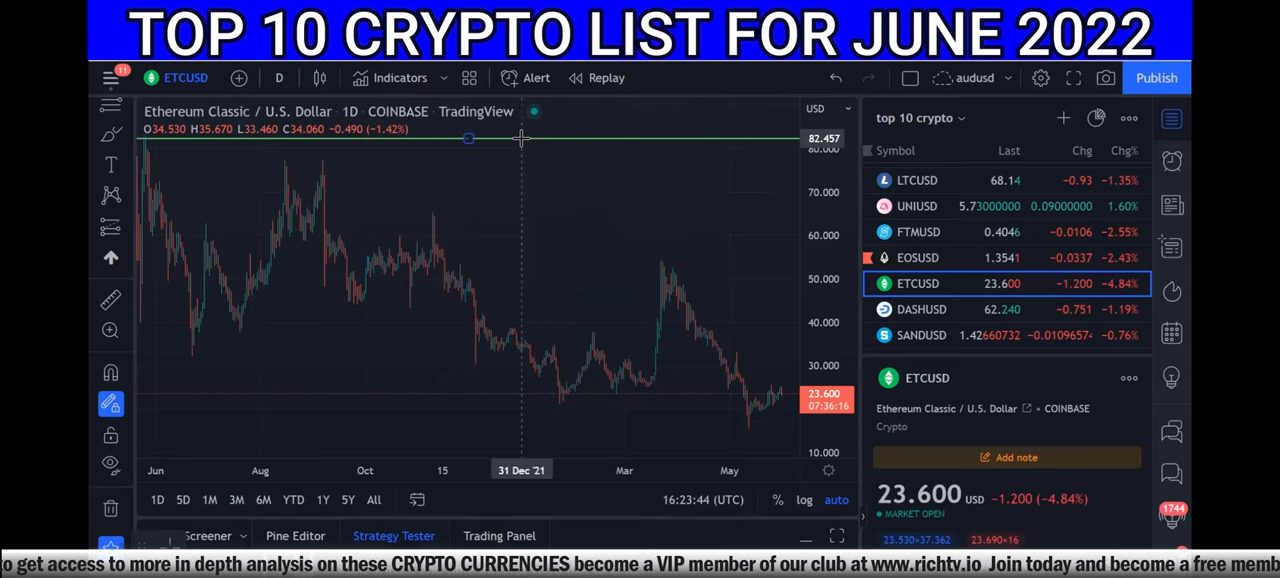 TOP 10 CRYPTO LIST FOR JUNE 2022
11 ETCUSD D Indicators Alert Replay audusd Publish
Ethereum Classic / U.S. Dollar · 1D · COINBASE · TradingView
O34.530 H35.670 L33.460 C34.060 −0.490 (−1.42%)
USD
82.457
80.000
70.000
60.000
50.000
40.000
30.000
23.600
07:36:16
10.000
Jun Aug Oct 15 31 Dec '21 Mar May
1D 5D 1M 3M 6M YTD 1Y 5Y All 16:23:44 (UTC) % log auto
Screener Pine Editor Strategy Tester Trading Panel
top 10 crypto
Symbol Last Chg Chg%
LTCUSD 68.14 −0.93 −1.35%
UNIUSD 5.73000000 0.09000000 1.60%
FTMUSD 0.4046 −0.0106 −2.55%
EOSUSD 1.3541 −0.0337 −2.43%
ETCUSD 23.600 −1.200 −4.84%
DASHUSD 62.240 −0.751 −1.19%
SANDUSD 1.42660732 −0.0109657 −0.76%
ETCUSD
Ethereum Classic / U.S. Dollar • COINBASE
Crypto
Add note
23.600 USD −1.200 (−4.84%)
MARKET OPEN
23.530×37.362 23.690×16
1744
o get access to more in depth analysis on these CRYPTO CURRENCIES become a VIP member of our club at www.richtv.io Join today and become a free memb